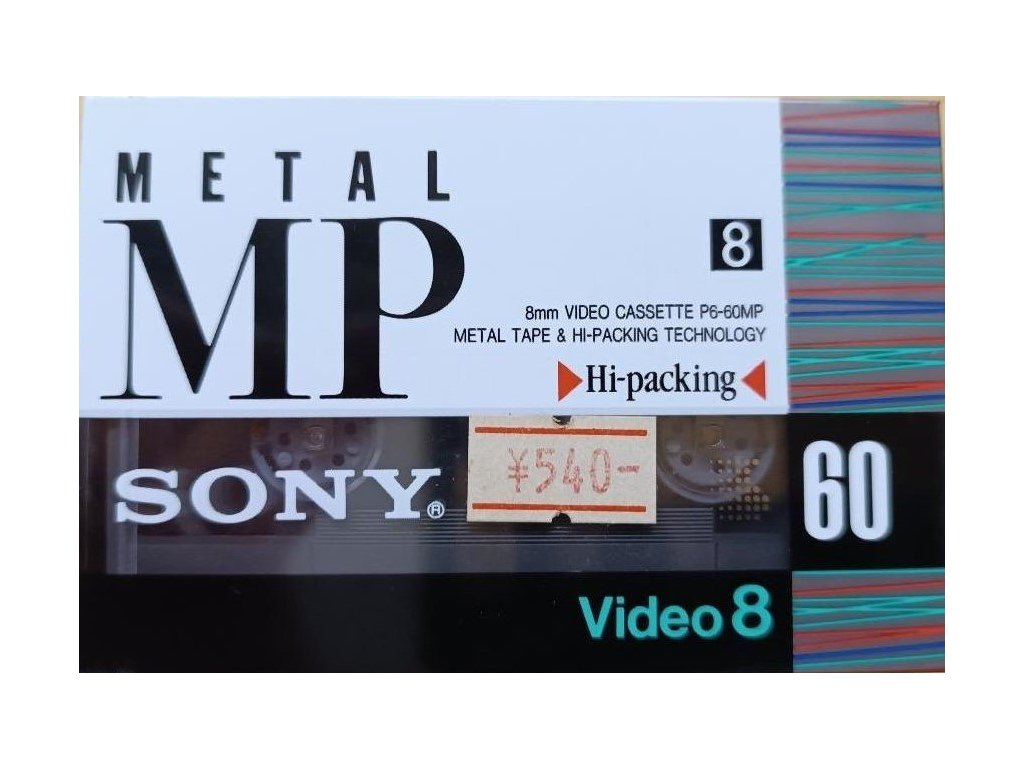 METAL
MP
8
8mm VIDEO CASSETTE P6-60MP
METAL TAPE & HI-PACKING TECHNOLOGY
Hi-packing
¥540-
SONY®
60
Video 8